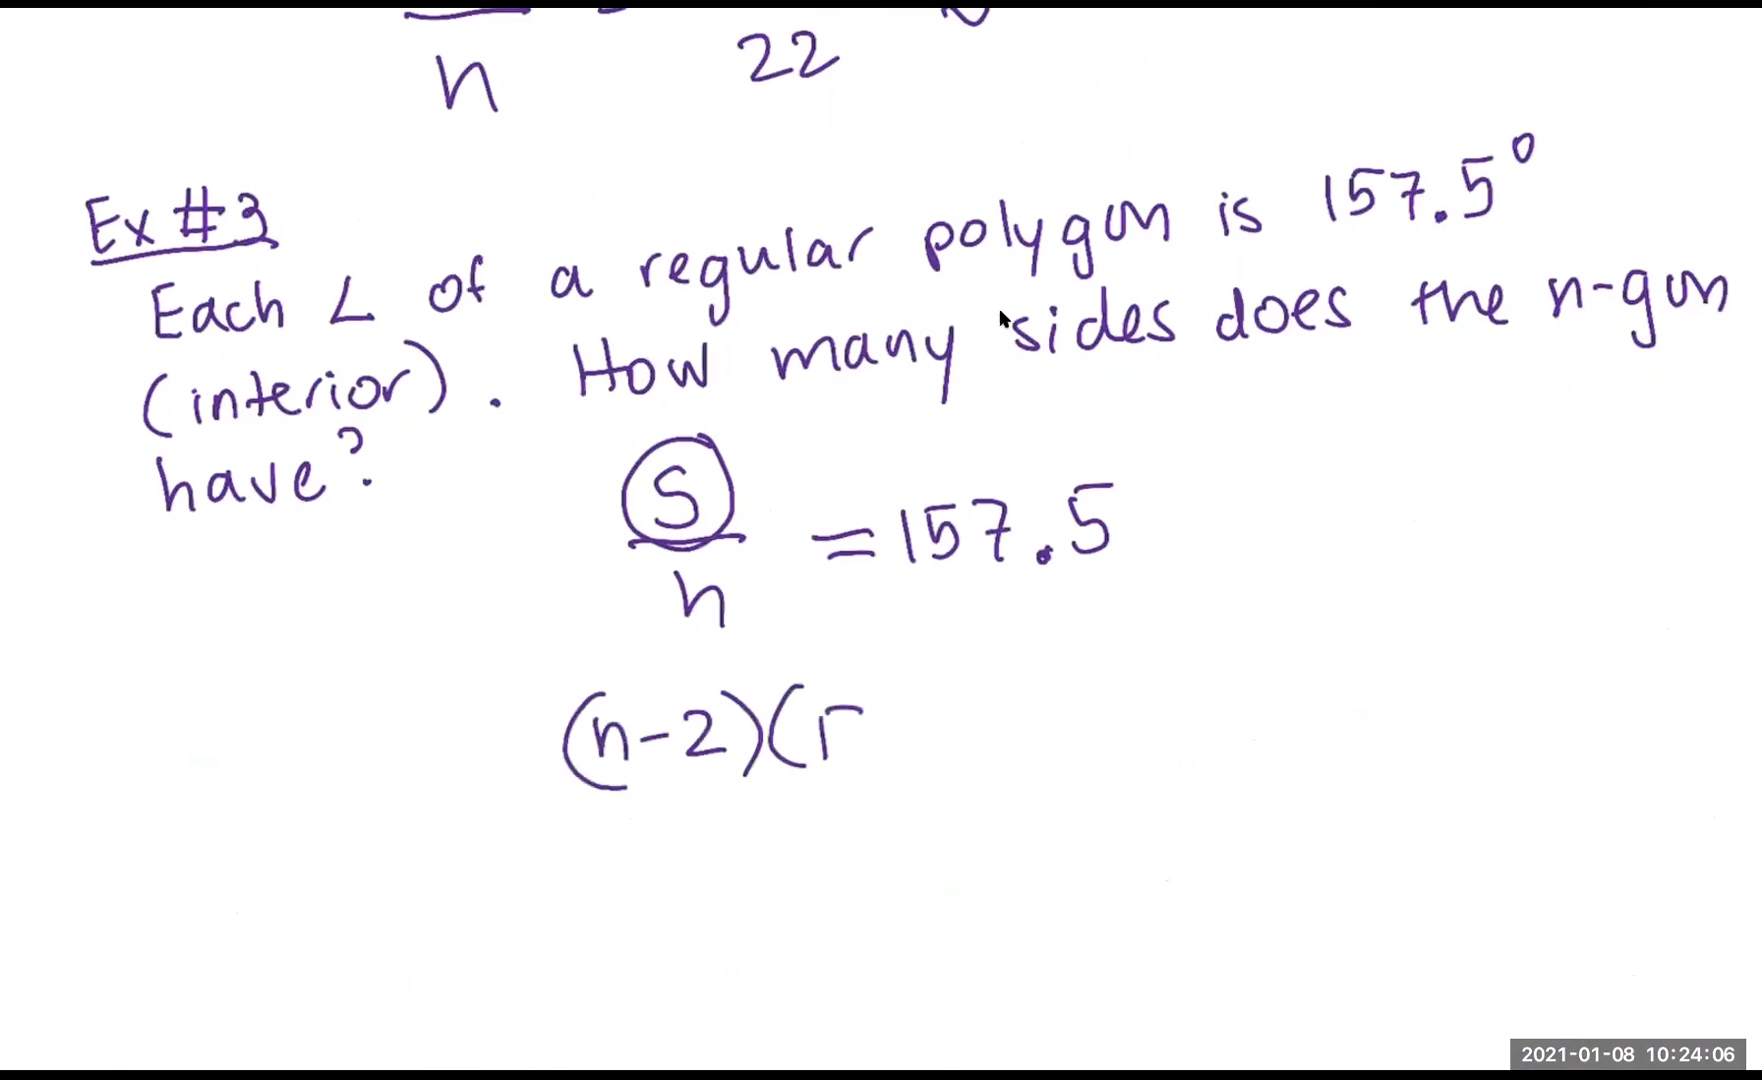 n 22
Ex #3
Each ∠ of a regular polygon is 157.5°
(interior). How many sides does the n-gon
have?
S
n
= 157.5
(n-2)(
2021-01-08 10:24:06